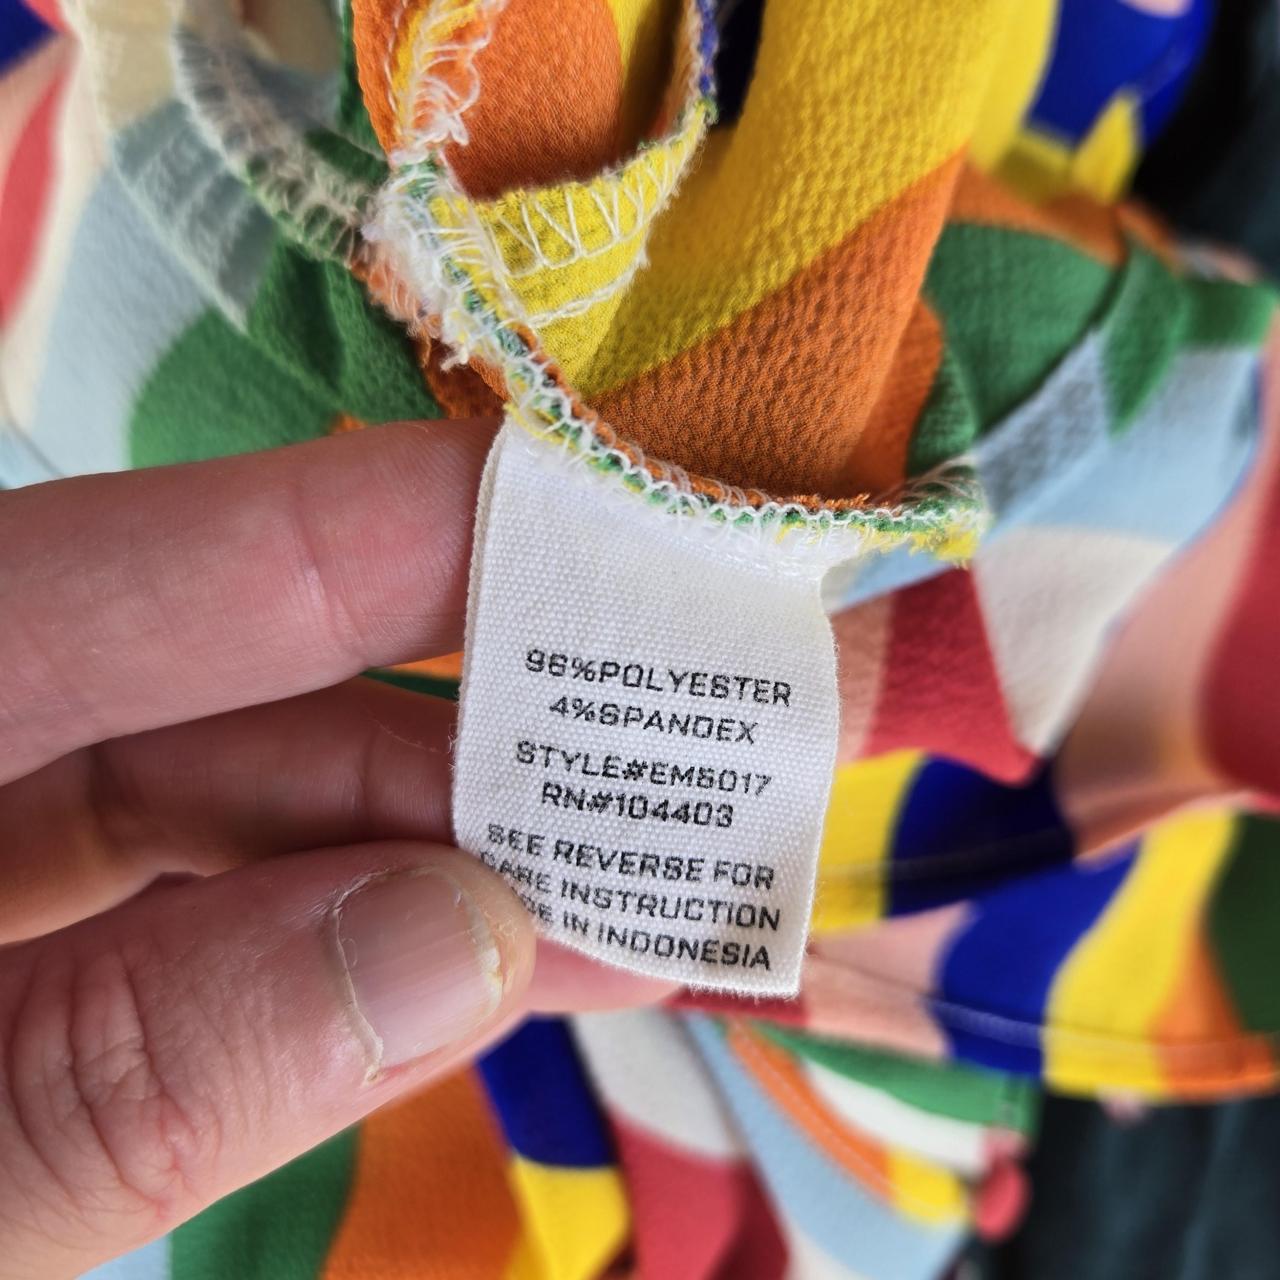 96%POLYESTER
4%SPANDEX
STYLE#EM5017
RN#104403
SEE REVERSE FOR
CARE INSTRUCTION
IN INDONESIA